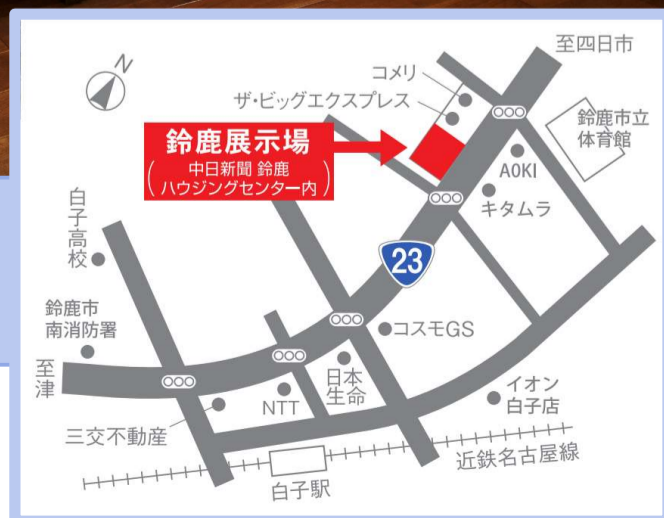 N
至四日市
コメリ
ザ・ビッグエクスプレス
鈴鹿市立
体育館
鈴鹿展示場
(中日新聞 鈴鹿
ハウジングセンター内)
AOKI
キタムラ
白子高校
23
鈴鹿市
南消防署
コスモGS
至津
日本
生命
NTT
イオン
白子店
三交不動産
近鉄名古屋線
白子駅